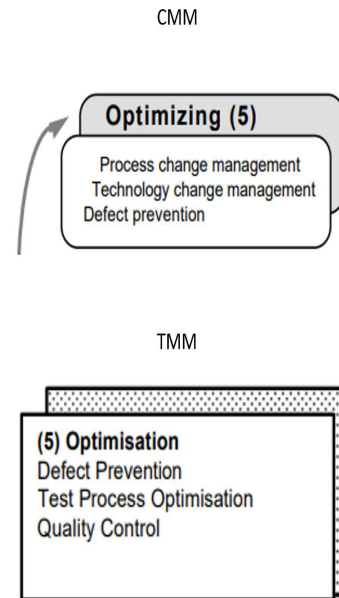 CMM
Optimizing (5)
Process change management
Technology change management
Defect prevention
TMM
(5) Optimisation
Defect Prevention
Test Process Optimisation
Quality Control